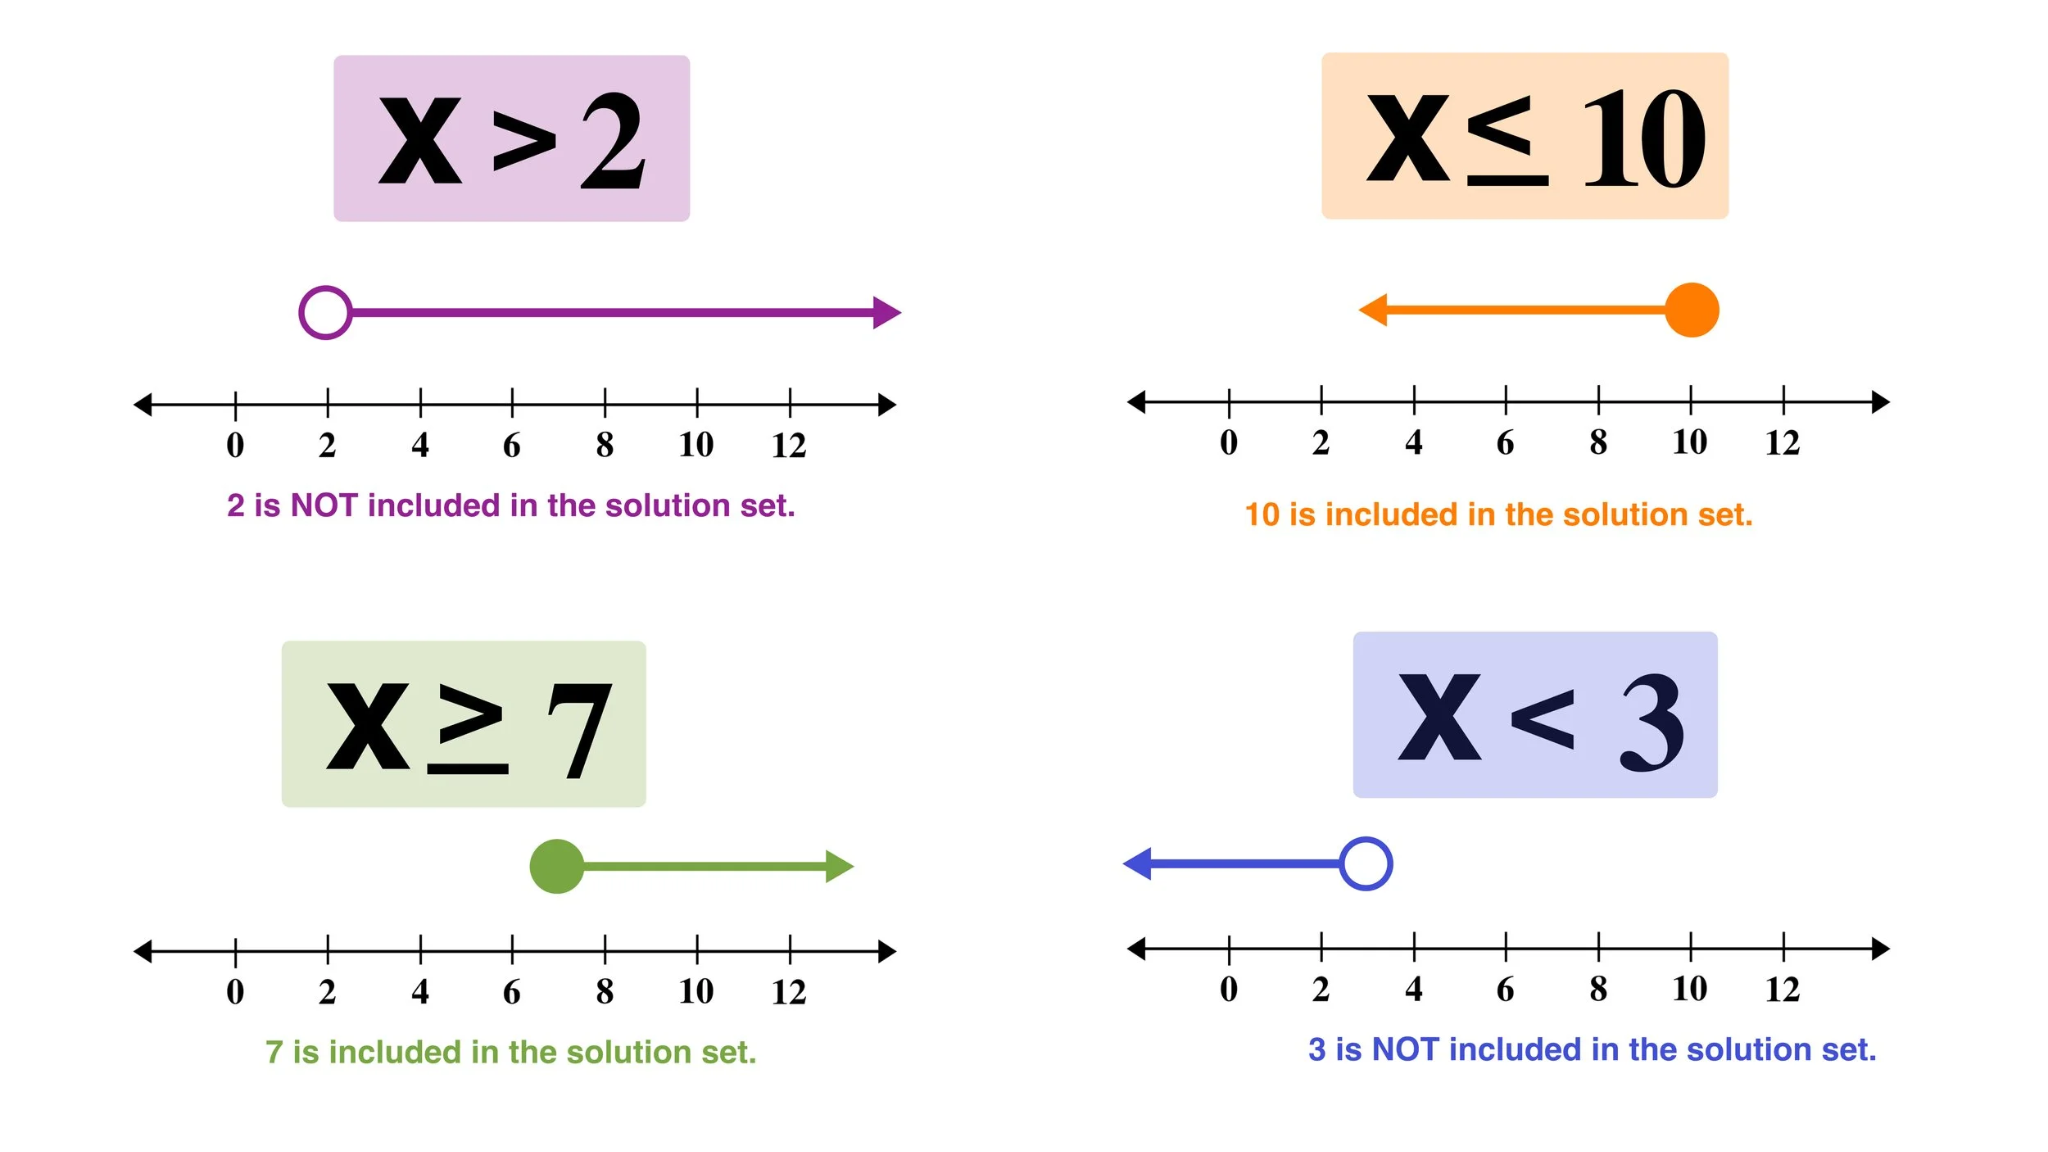 x > 2
0 2 4 6 8 10 12
2 is NOT included in the solution set.
x ≤ 10
0 2 4 6 8 10 12
10 is included in the solution set.
x ≥ 7
0 2 4 6 8 10 12
7 is included in the solution set.
x < 3
0 2 4 6 8 10 12
3 is NOT included in the solution set.